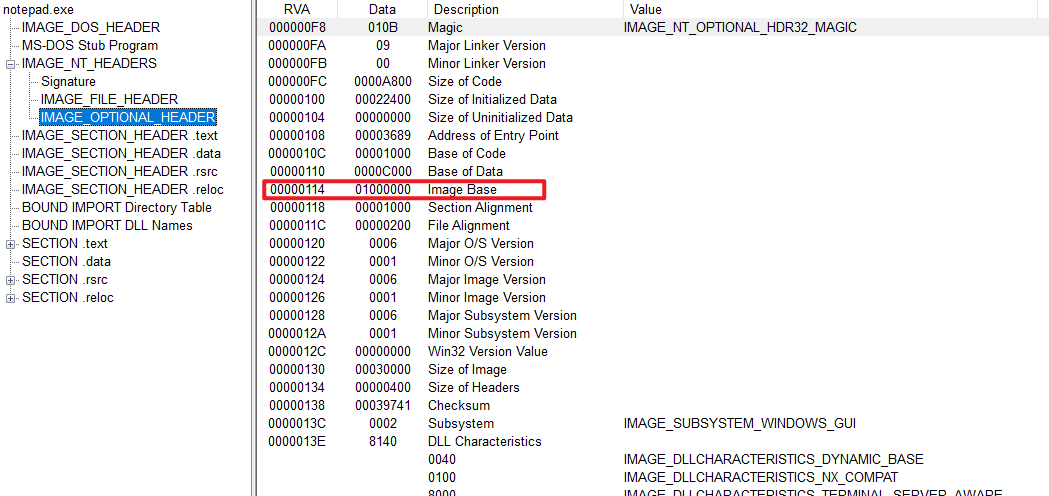 notepad.exe
IMAGE_DOS_HEADER
MS-DOS Stub Program
IMAGE_NT_HEADERS
Signature
IMAGE_FILE_HEADER
IMAGE_OPTIONAL_HEADER
IMAGE_SECTION_HEADER .text
IMAGE_SECTION_HEADER .data
IMAGE_SECTION_HEADER .rsrc
IMAGE_SECTION_HEADER .reloc
BOUND IMPORT Directory Table
BOUND IMPORT DLL Names
SECTION .text
SECTION .data
SECTION .rsrc
SECTION .reloc
RVA Data Description Value
000000F8 010B Magic IMAGE_NT_OPTIONAL_HDR32_MAGIC
000000FA 09 Major Linker Version
000000FB 00 Minor Linker Version
000000FC 0000A800 Size of Code
00000100 00022400 Size of Initialized Data
00000104 00000000 Size of Uninitialized Data
00000108 00003689 Address of Entry Point
0000010C 00001000 Base of Code
00000110 0000C000 Base of Data
00000114 01000000 Image Base
00000118 00001000 Section Alignment
0000011C 00000200 File Alignment
00000120 0006 Major O/S Version
00000122 0001 Minor O/S Version
00000124 0006 Major Image Version
00000126 0001 Minor Image Version
00000128 0006 Major Subsystem Version
0000012A 0001 Minor Subsystem Version
0000012C 00000000 Win32 Version Value
00000130 00030000 Size of Image
00000134 00000400 Size of Headers
00000138 00039741 Checksum
0000013C 0002 Subsystem IMAGE_SUBSYSTEM_WINDOWS_GUI
0000013E 8140 DLL Characteristics
0040 IMAGE_DLLCHARACTERISTICS_DYNAMIC_BASE
0100 IMAGE_DLLCHARACTERISTICS_NX_COMPAT
8000 IMAGE_DLLCHARACTERISTICS_TERMINAL_SERVER_AWARE